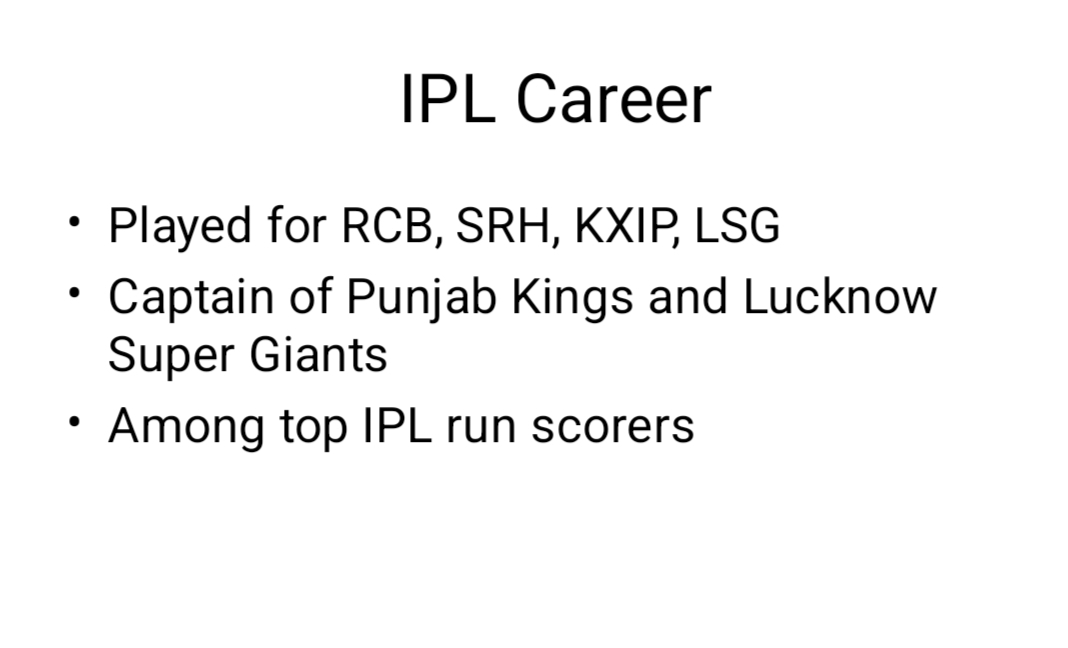 IPL Career
• Played for RCB, SRH, KXIP, LSG
• Captain of Punjab Kings and Lucknow
Super Giants
• Among top IPL run scorers